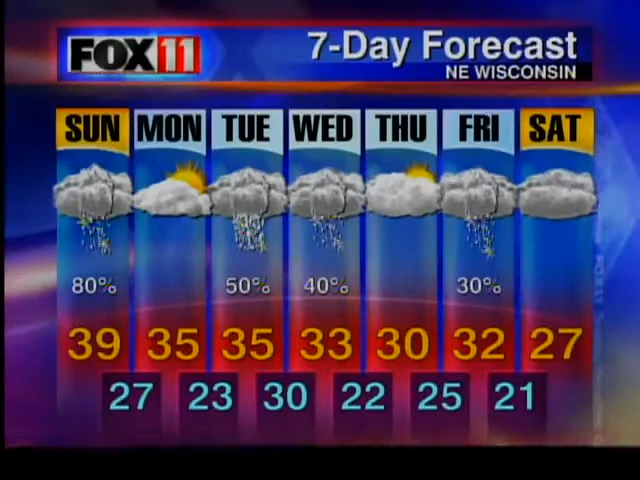 FOX 11
7-Day Forecast
NE WISCONSIN
SUN MON TUE WED THU FRI SAT
80% 50% 40% 30%
39 35 35 33 30 32 27
27 23 30 22 25 21